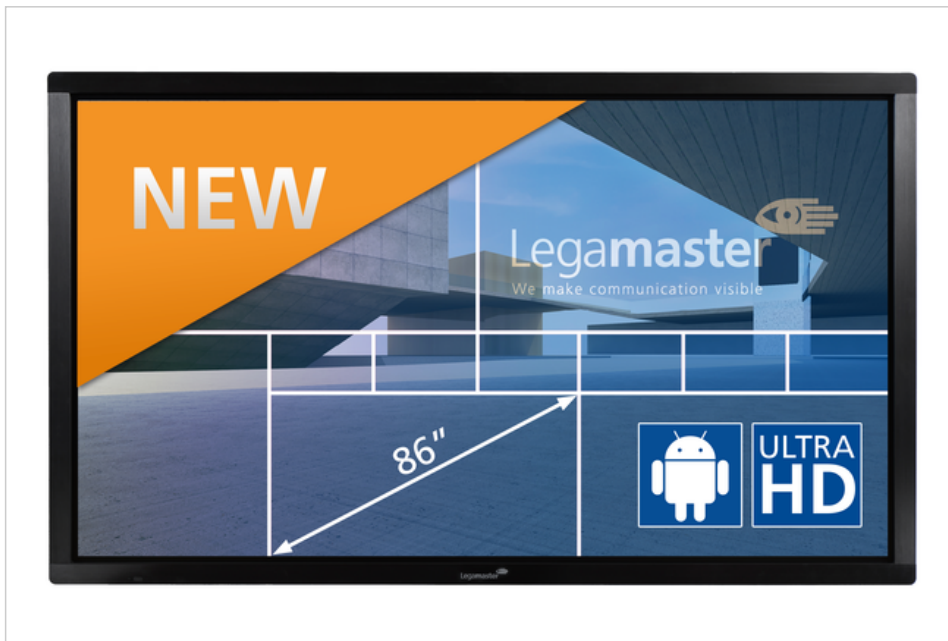 NEW
Legamaster
We make communication visible
86"
ULTRA
HD
Legamaster